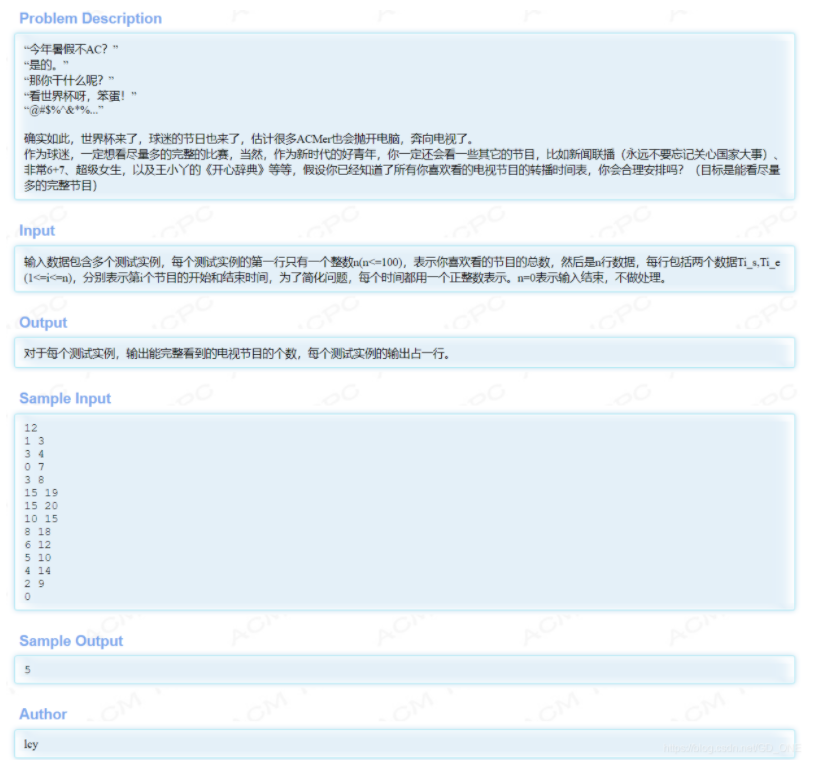 Problem Description
“今年暑假不AC？”
“是的。”
“那你干什么呢？”
“看世界杯呀，笨蛋！”
“@#$%^&*%...”
确实如此，世界杯来了，球迷的节日也来了，估计很多ACMer也会抛开电脑，奔向电视了。
作为球迷，一定想看尽量多的完整的比赛，当然，作为新时代的好青年，你一定还会看一些其它的节目，比如新闻联播（永远不要忘记关心国家大事）、
非常6+7、超级女生，以及王小丫的《开心辞典》等等，假设你已经知道了所有你喜欢看的电视节目的转播时间表，你会合理安排吗？（目标是能看尽量
多的完整节目）
Input
输入数据包含多个测试实例，每个测试实例的第一行只有一个整数n(n<=100)，表示你喜欢看的节目的总数，然后是n行数据，每行包括两个数据Ti_s,Ti_e
(1<=i<=n)，分别表示第i个节目的开始和结束时间，为了简化问题，每个时间都用一个正整数表示。n=0表示输入结束，不做处理。
Output
对于每个测试实例，输出能完整看到的电视节目的个数，每个测试实例的输出占一行。
Sample Input
12
1 3
3 4
0 7
3 8
15 19
15 20
10 15
8 18
6 12
5 10
4 14
2 9
0
Sample Output
5
Author
lcy